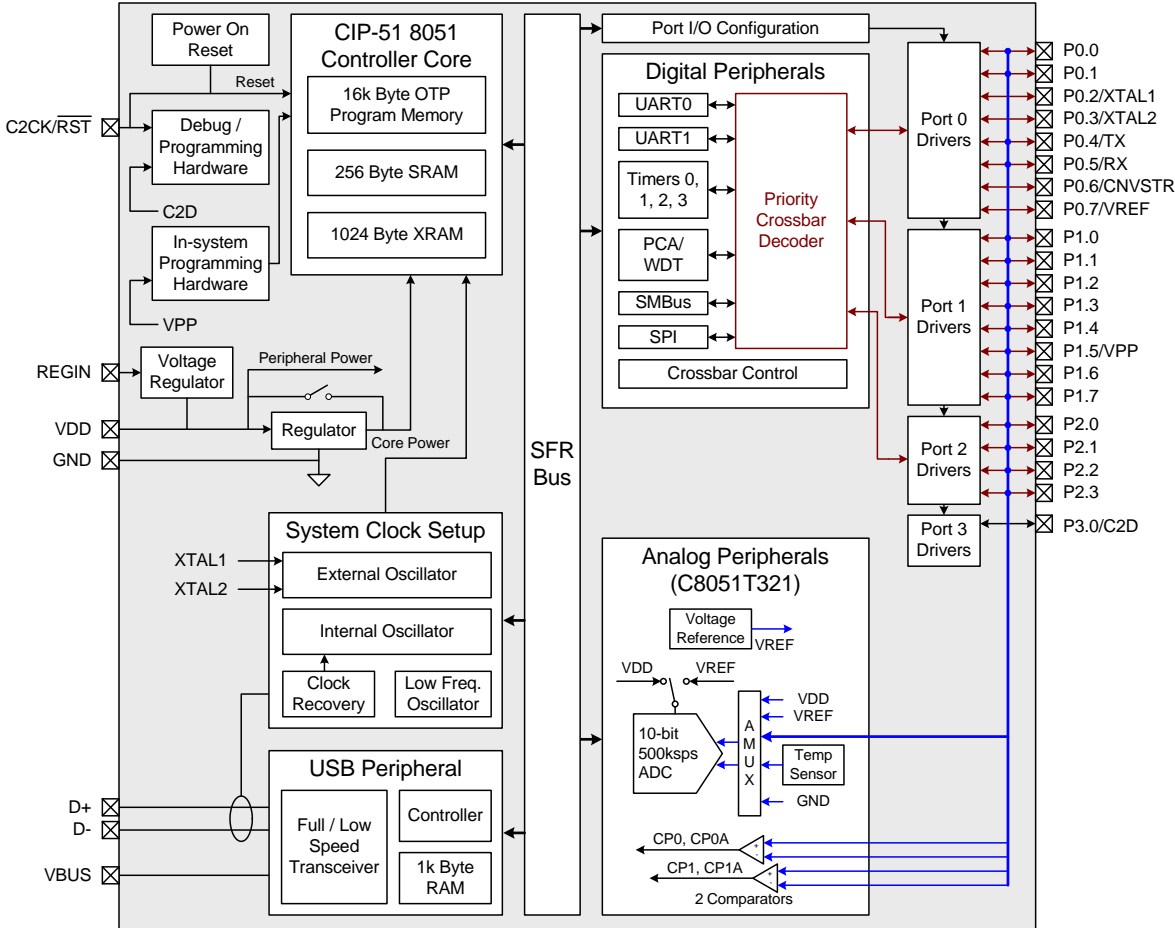 Power On
Reset
Reset
C2CK/RST
Debug /
Programming
Hardware
C2D
In-system
Programming
Hardware
VPP
CIP-51 8051
Controller Core
16k Byte OTP
Program Memory
256 Byte SRAM
1024 Byte XRAM
REGIN
Voltage
Regulator
Peripheral Power
VDD
Regulator
Core Power
GND
System Clock Setup
XTAL1
XTAL2
External Oscillator
Internal Oscillator
Clock
Recovery
Low Freq.
Oscillator
USB Peripheral
D+
D-
VBUS
Full / Low
Speed
Transceiver
Controller
1k Byte
RAM
SFR
Bus
Port I/O Configuration
Digital Peripherals
UART0
UART1
Timers 0,
1, 2, 3
PCA/
WDT
SMBus
SPI
Priority
Crossbar
Decoder
Crossbar Control
Port 0
Drivers
Port 1
Drivers
Port 2
Drivers
Port 3
Drivers
P0.0
P0.1
P0.2/XTAL1
P0.3/XTAL2
P0.4/TX
P0.5/RX
P0.6/CNVSTR
P0.7/VREF
P1.0
P1.1
P1.2
P1.3
P1.4
P1.5/VPP
P1.6
P1.7
P2.0
P2.1
P2.2
P2.3
P3.0/C2D
Analog Peripherals
(C8051T321)
Voltage
Reference
VREF
VDD
VREF
10-bit
500ksps
ADC
A
M
U
X
VDD
VREF
Temp
Sensor
GND
CP0, CP0A
+
-
CP1, CP1A
+
-
2 Comparators